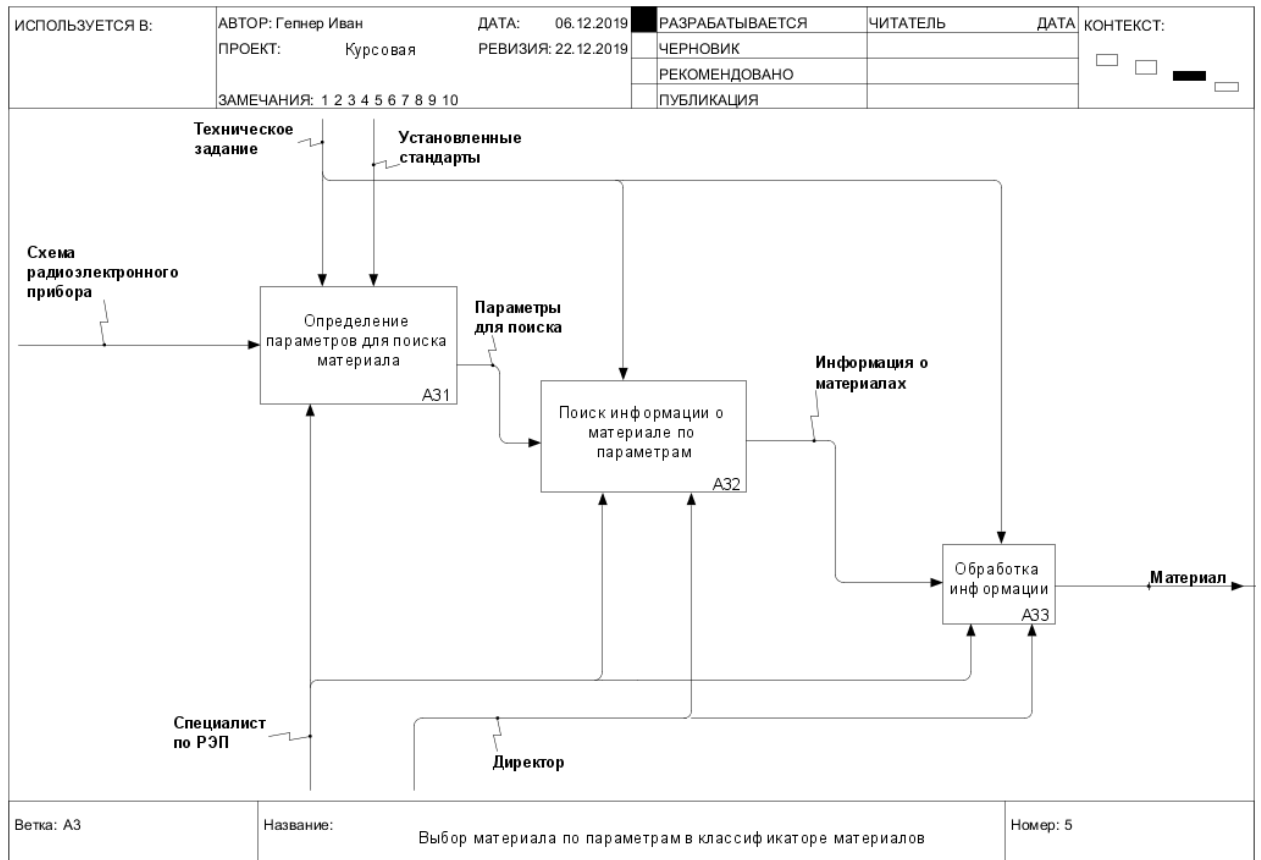 ИСПОЛЬЗУЕТСЯ В:
АВТОР: Гепнер Иван
ДАТА: 06.12.2019
РАЗРАБАТЫВАЕТСЯ
ЧИТАТЕЛЬ
ДАТА
КОНТЕКСТ:
ПРОЕКТ: Курсовая
РЕВИЗИЯ: 22.12.2019
ЧЕРНОВИК
РЕКОМЕНДОВАНО
ЗАМЕЧАНИЯ: 1 2 3 4 5 6 7 8 9 10
ПУБЛИКАЦИЯ
Техническое
задание
Установленные
стандарты
Схема
радиоэлектронного
прибора
Определение
параметров для поиска
материала
A31
Параметры
для поиска
Поиск информации о
материале по
параметрам
A32
Информация о
материалах
Обработка
информации
A33
Материал
Специалист
по РЭП
Директор
Ветка: A3
Название:
Выбор материала по параметрам в классификаторе материалов
Номер: 5